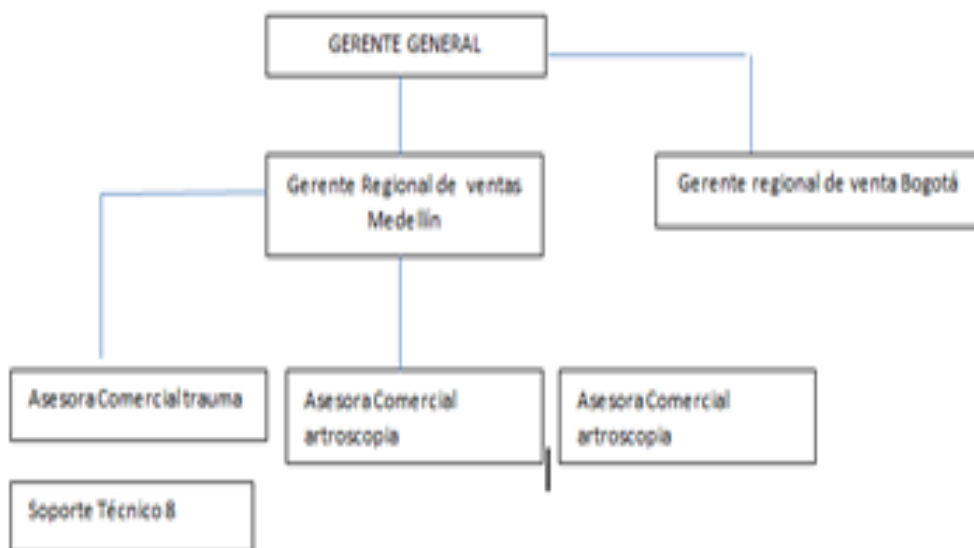 GERENTE GENERAL
Gerente Regional de ventas
Medellín
Gerente regional de venta Bogotá
Asesora Comercial trauma
Asesora Comercial
artroscopia
Asesora Comercial
artroscopia
Soporte Técnico 8